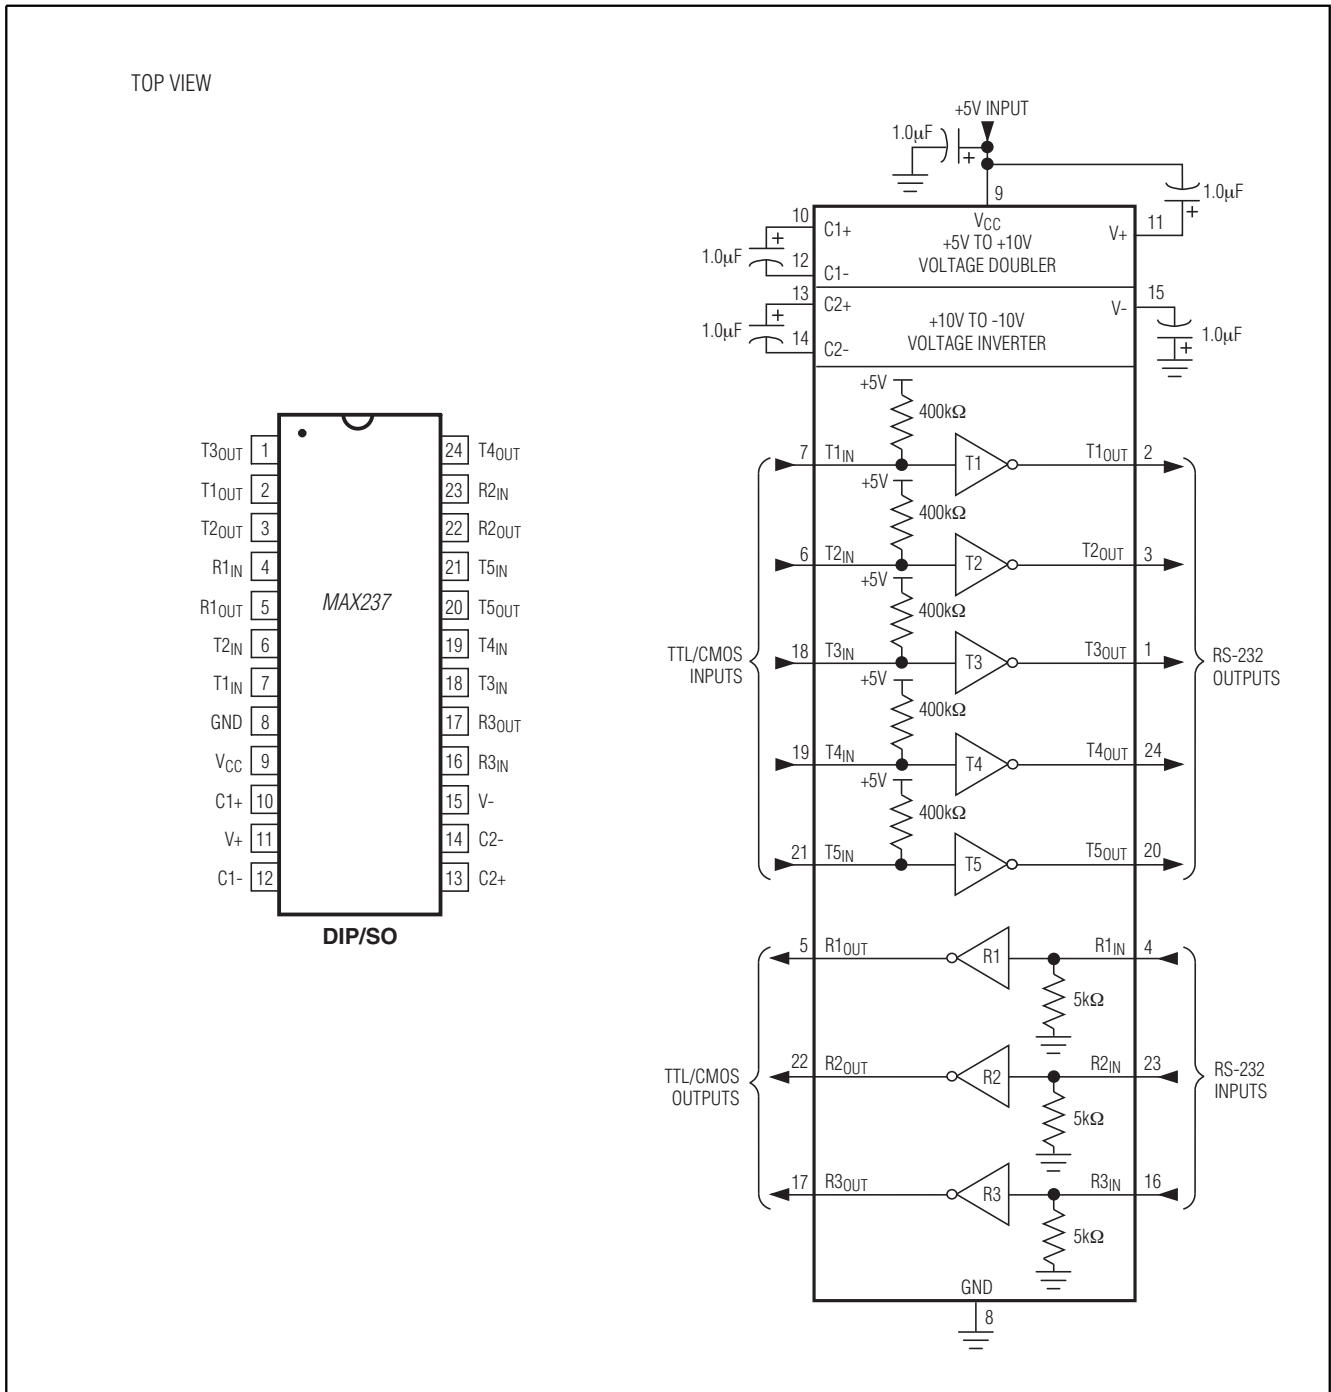 TOP VIEW
T3OUT 1
T1OUT 2
T2OUT 3
R1IN 4
R1OUT 5
T2IN 6
T1IN 7
GND 8
VCC 9
C1+ 10
V+ 11
C1- 12
MAX237
24 T4OUT
23 R2IN
22 R2OUT
21 T5IN
20 T5OUT
19 T4IN
18 T3IN
17 R3OUT
16 R3IN
15 V-
14 C2-
13 C2+
DIP/SO
+5V INPUT
1.0µF
+
9
1.0µF
+
10 C1+
VCC
+5V TO +10V
VOLTAGE DOUBLER
V+ 11
1.0µF
+
12 C1-
13 C2+
+10V TO -10V
VOLTAGE INVERTER
V- 15
1.0µF
+
14 C2-
1.0µF
+
+5V
400kΩ
7 T1IN T1 T1OUT 2
+5V
400kΩ
6 T2IN T2 T2OUT 3
+5V
400kΩ
TTL/CMOS
INPUTS
18 T3IN T3 T3OUT 1
RS-232
OUTPUTS
+5V
400kΩ
19 T4IN T4 T4OUT 24
+5V
400kΩ
21 T5IN T5 T5OUT 20
5 R1OUT R1 R1IN 4
5kΩ
TTL/CMOS
OUTPUTS
22 R2OUT R2 R2IN 23
RS-232
INPUTS
5kΩ
17 R3OUT R3 R3IN 16
5kΩ
GND
8